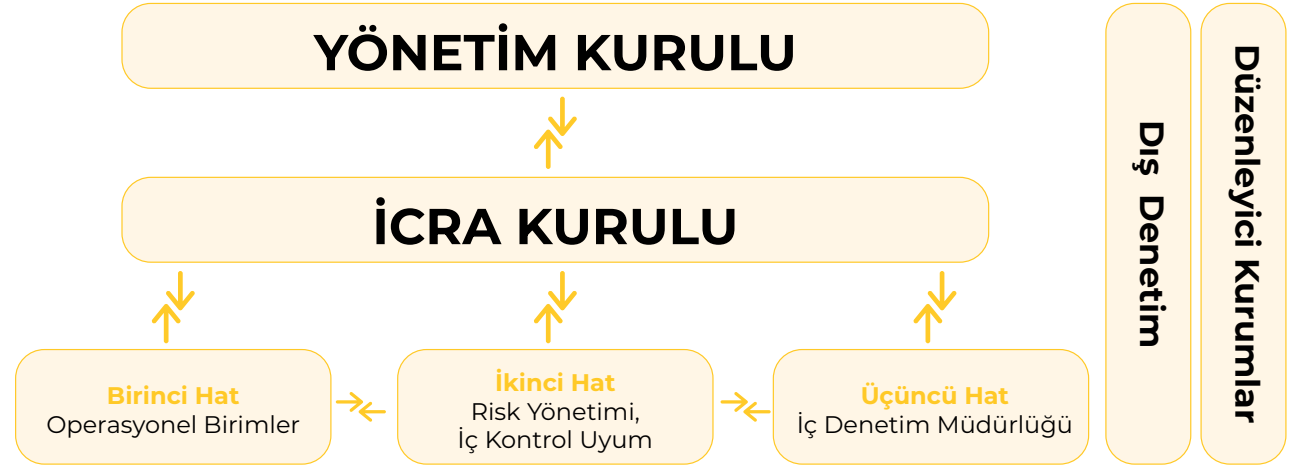 YÖNETİM KURULU
İCRA KURULU
Birinci Hat
Operasyonel Birimler
İkinci Hat
Risk Yönetimi,
İç Kontrol Uyum
Üçüncü Hat
İç Denetim Müdürlüğü
Dış Denetim
Düzenleyici Kurumlar